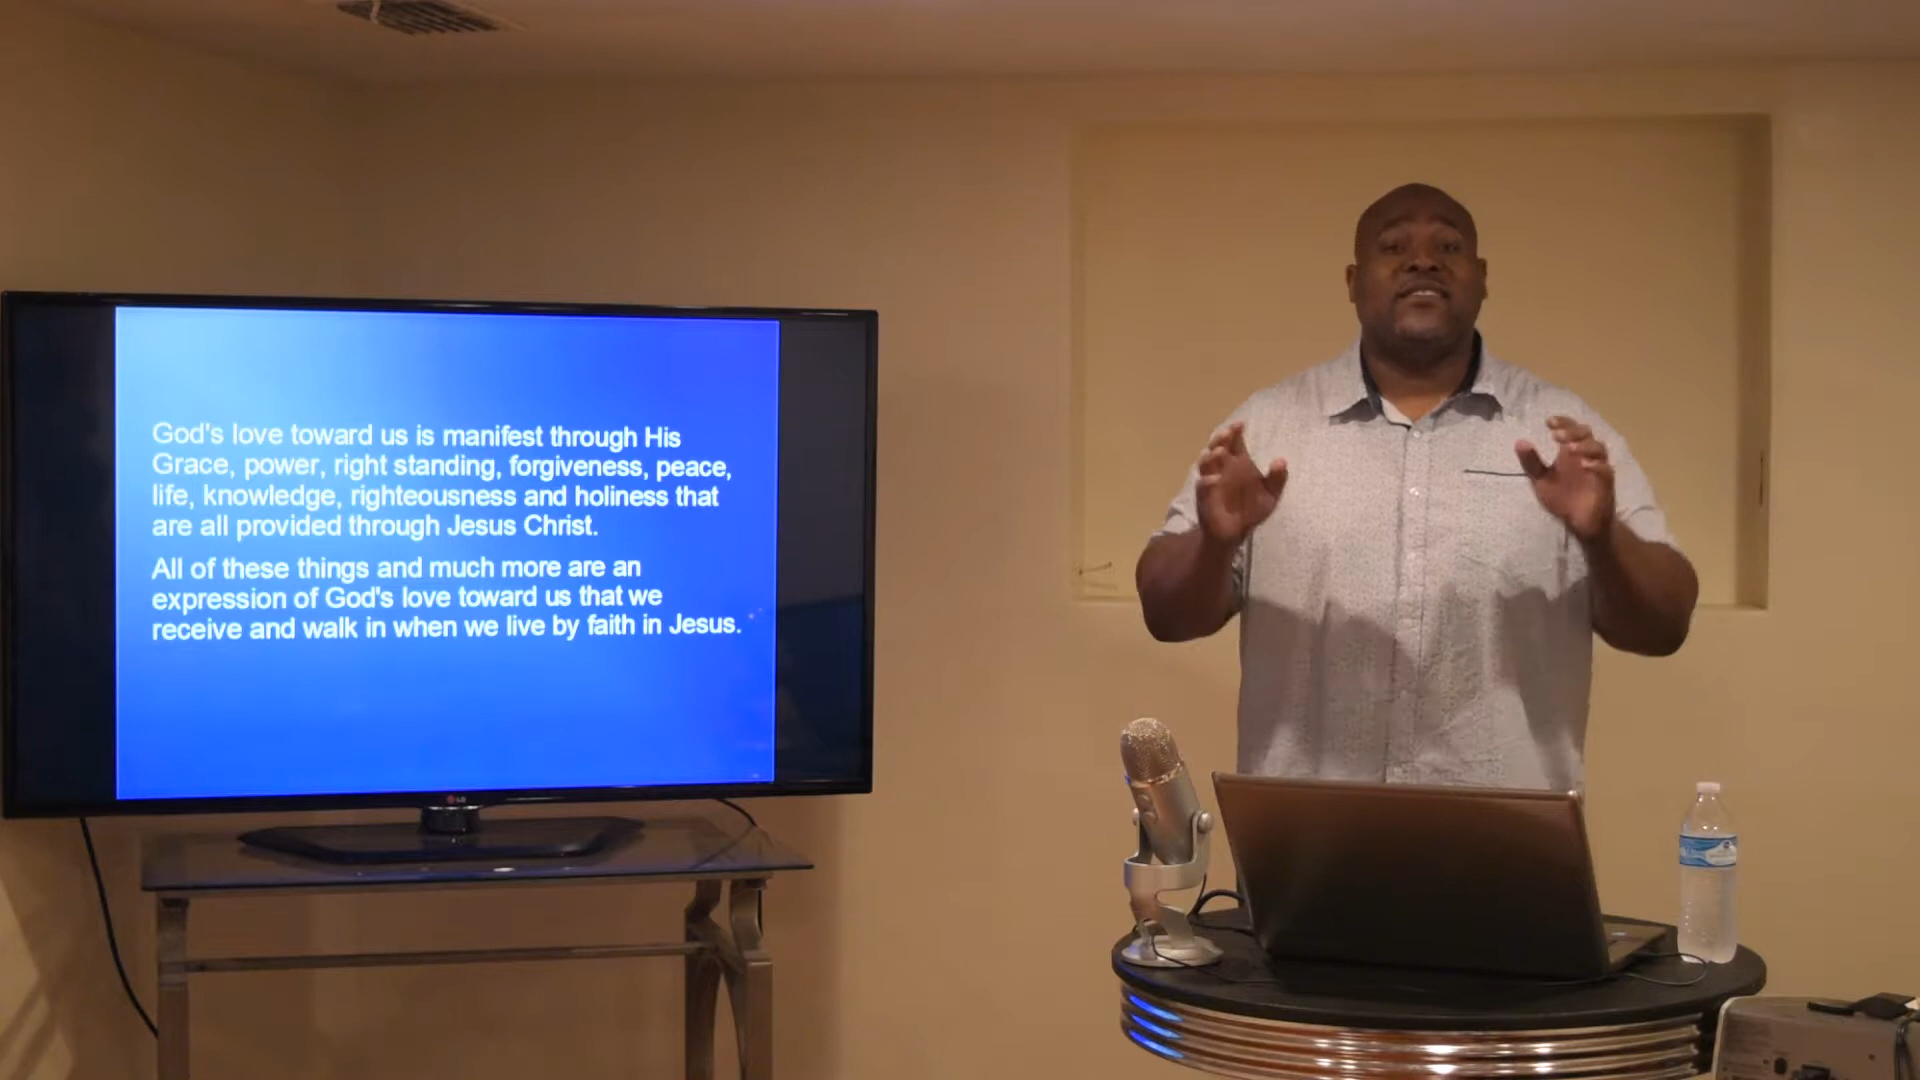 God's love toward us is manifest through His
Grace, power, right standing, forgiveness, peace,
life, knowledge, righteousness and holiness that
are all provided through Jesus Christ.
All of these things and much more are an
expression of God's love toward us that we
receive and walk in when we live by faith in Jesus.
LG